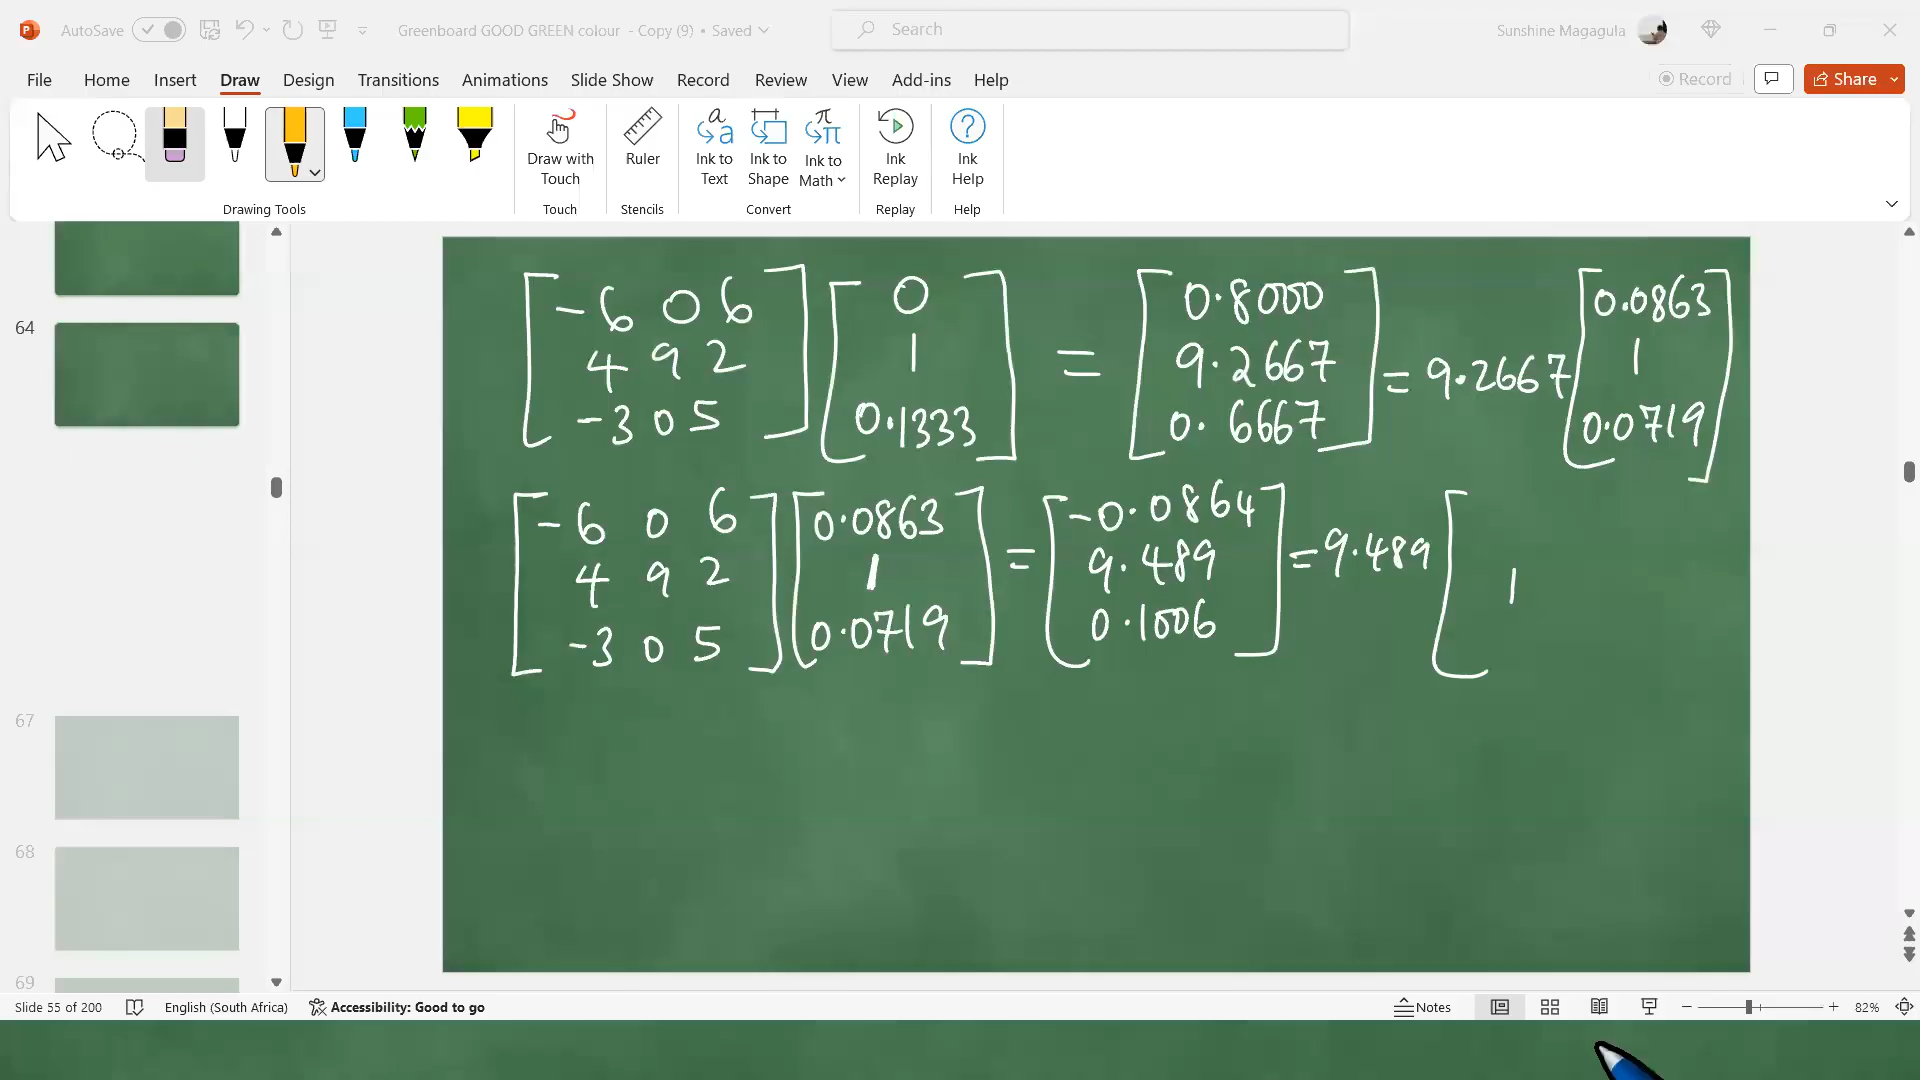 AutoSave
Greenboard GOOD GREEN colour - Copy (9) • Saved
Search
Sunshine Magagula
File Home Insert Draw Design Transitions Animations Slide Show Record Review View Add-ins Help
Record
Share
Draw with Touch
Ruler
Ink to Text
Ink to Shape
Ink to Math
Ink Replay
Ink Help
Drawing Tools
Touch
Stencils
Convert
Replay
Help
64
67
68
69
-6 0 6 0 0.8000 0.0863
4 9 2 1 = 9.2667 = 9.2667 1
-3 0 5 0.1333 0.6667 0.0719
-6 0 6 0.0863 -0.0864
4 9 2 1 = 9.489 = 9.489 1
-3 0 5 0.0719 0.1006
Slide 55 of 200
English (South Africa)
Accessibility: Good to go
Notes
82%